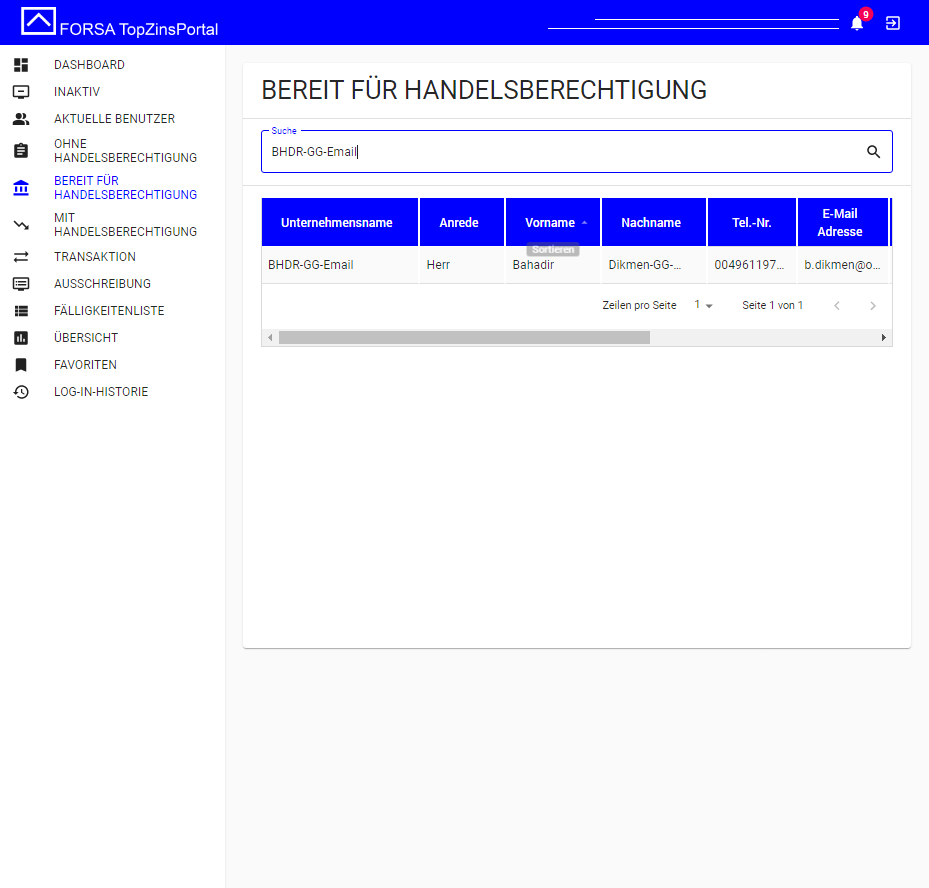 FORSA TopZinsPortal
9
DASHBOARD
INAKTIV
AKTUELLE BENUTZER
OHNE
HANDELSBERECHTIGUNG
BEREIT FÜR
HANDELSBERECHTIGUNG
MIT
HANDELSBERECHTIGUNG
TRANSAKTION
AUSSCHREIBUNG
FÄLLIGKEITENLISTE
ÜBERSICHT
FAVORITEN
LOG-IN-HISTORIE
BEREIT FÜR HANDELSBERECHTIGUNG
Suche
BHDR-GG-Email
Unternehmensname Anrede Vorname Nachname Tel.-Nr. E-Mail
Adresse
Sortieren
BHDR-GG-Email Herr Bahadir Dikmen-GG-... 004961197... b.dikmen@o...
Zeilen pro Seite 1 Seite 1 von 1